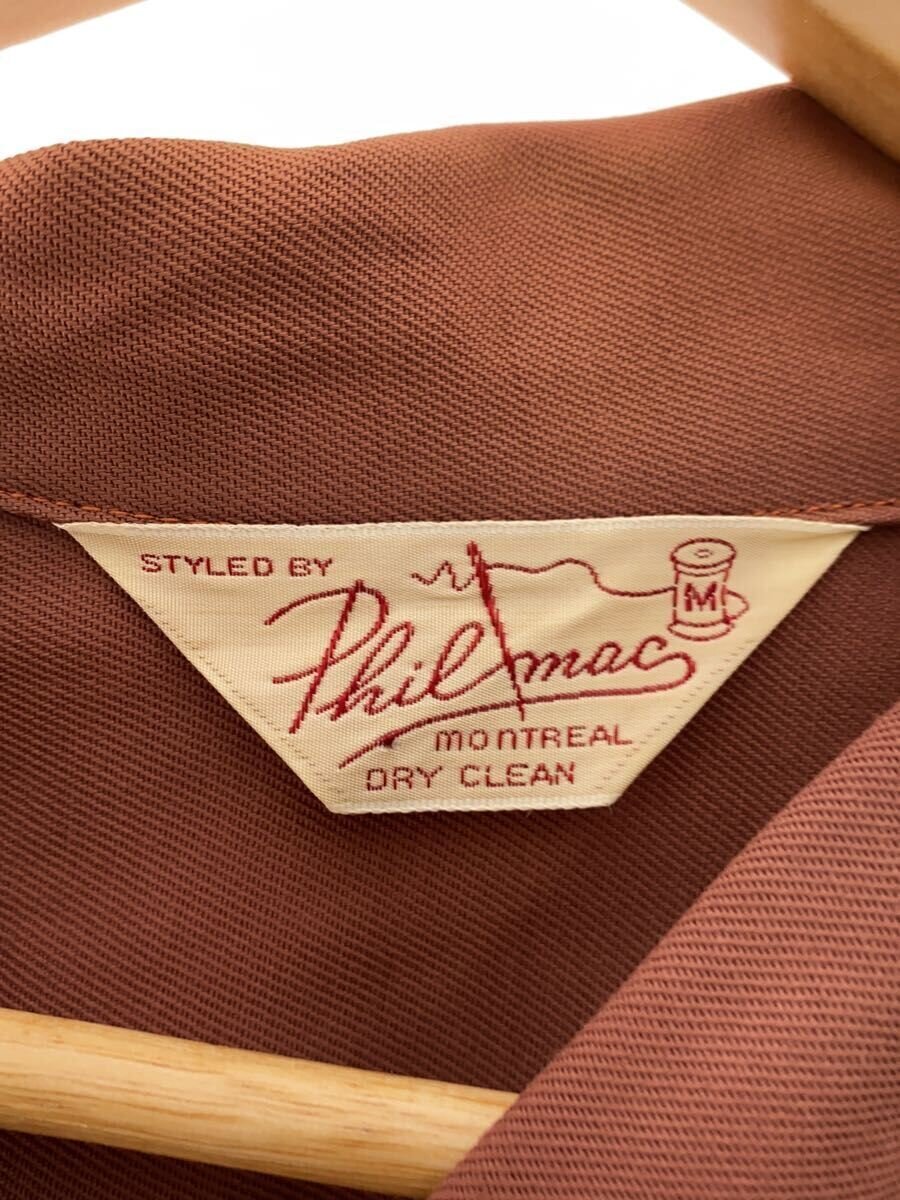 STYLED BY
M
Phil mac
MONTREAL
DRY CLEAN